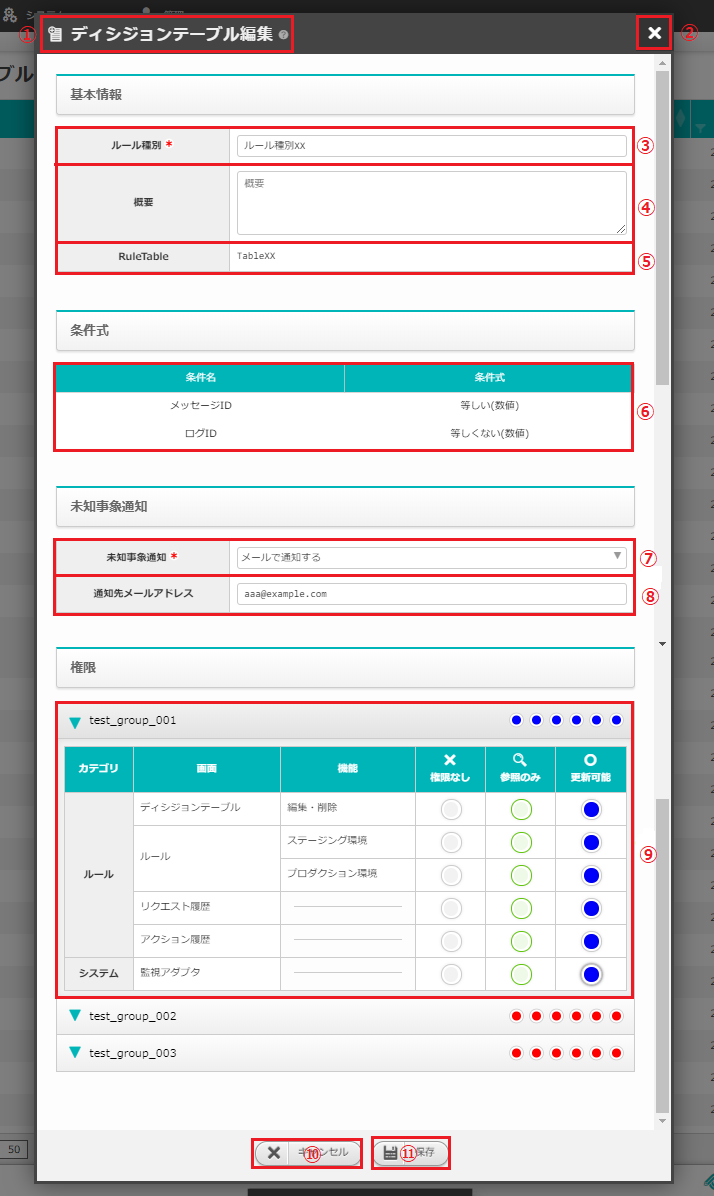 システム
管理
① ディシジョンテーブル編集 ? ②
ブル
基本情報
ルール種別 * ルール種別XX ③
概要 概要 ④
RuleTable TableXX ⑤
条件式
条件名 条件式
メッセージID 等しい(数値)
ログID 等しくない(数値)
⑥
未知事象通知
未知事象通知 * メールで通知する ⑦
通知先メールアドレス aaa@example.com ⑧
権限
test_group_001
カテゴリ 画面 機能 権限なし 参照のみ 更新可能
ルール
ディシジョンテーブル 編集・削除
ルール ステージング環境
プロダクション環境
⑨
リクエスト履歴
アクション履歴
システム 監視アダプタ
test_group_002
test_group_003
50
⑩ キャンセル ⑪ 保存